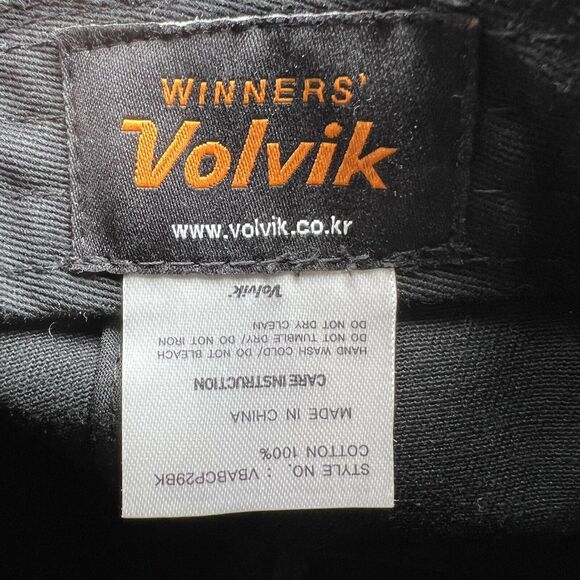 WINNERS'
Volvik
www.volvik.co.kr
STYLE NO. : VBABCP29BK
COTTON 100%
MADE IN CHINA
CARE INSTRUCTION
HAND WASH COLD/ DO NOT BLEACH
DO NOT TUMBLE DRY/ DO NOT IRON
DO NOT DRY CLEAN
Volvik